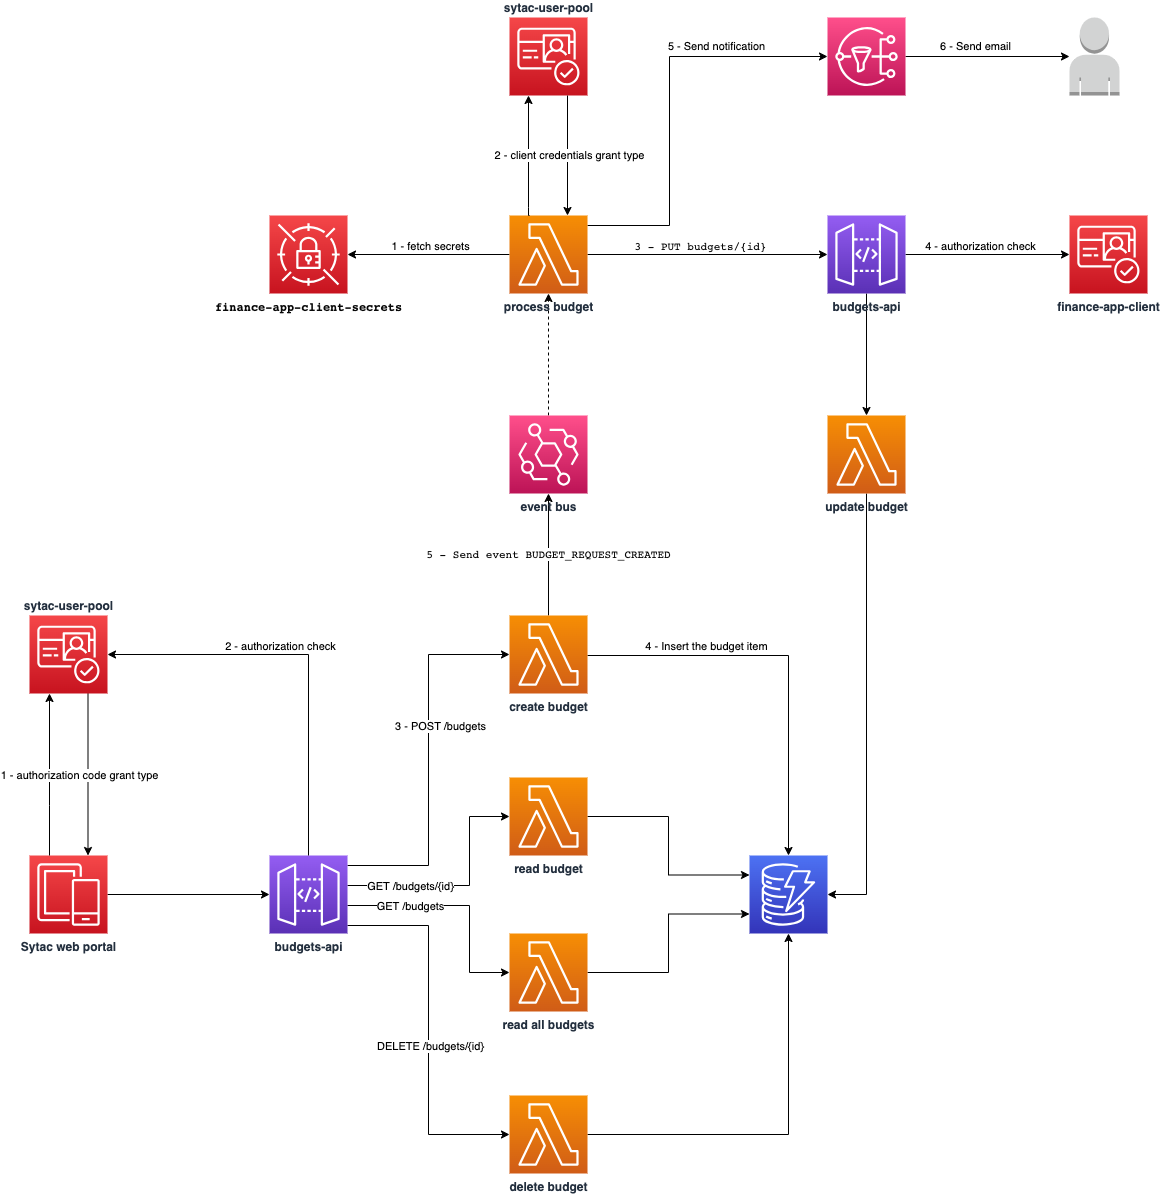 sytac-user-pool
5 - Send notification
6 - Send email
2 - client credentials grant type
1 - fetch secrets
3 - PUT budgets/{id}
4 - authorization check
finance-app-client-secrets
process budget
budgets-api
finance-app-client
event bus
update budget
5 - Send event BUDGET_REQUEST_CREATED
sytac-user-pool
2 - authorization check
4 - Insert the budget item
create budget
3 - POST /budgets
1 - authorization code grant type
read budget
GET /budgets/{id}
GET /budgets
Sytac web portal
budgets-api
read all budgets
DELETE /budgets/{id}
delete budget